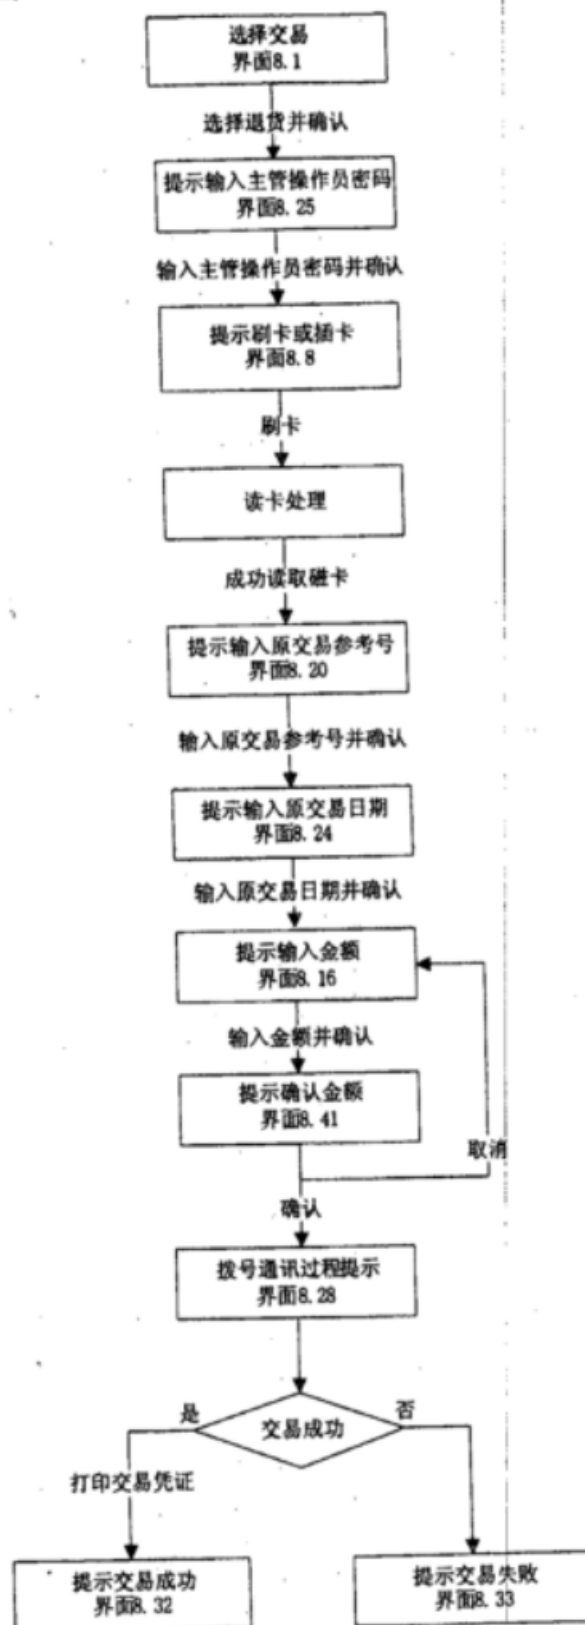 选择交易
界面8.1
选择退货并确认
提示输入主管操作员密码
界面8.25
输入主管操作员密码并确认
提示刷卡或插卡
界面8.8
刷卡
读卡处理
成功读取磁卡
提示输入原交易参考号
界面8.20
输入原交易参考号并确认
提示输入原交易日期
界面8.24
输入原交易日期并确认
提示输入金额
界面8.16
输入金额并确认
提示确认金额
界面8.41
取消
确认
拨号通讯过程提示
界面8.28
交易成功
是
否
打印交易凭证
提示交易成功
界面8.32
提示交易失败
界面8.33